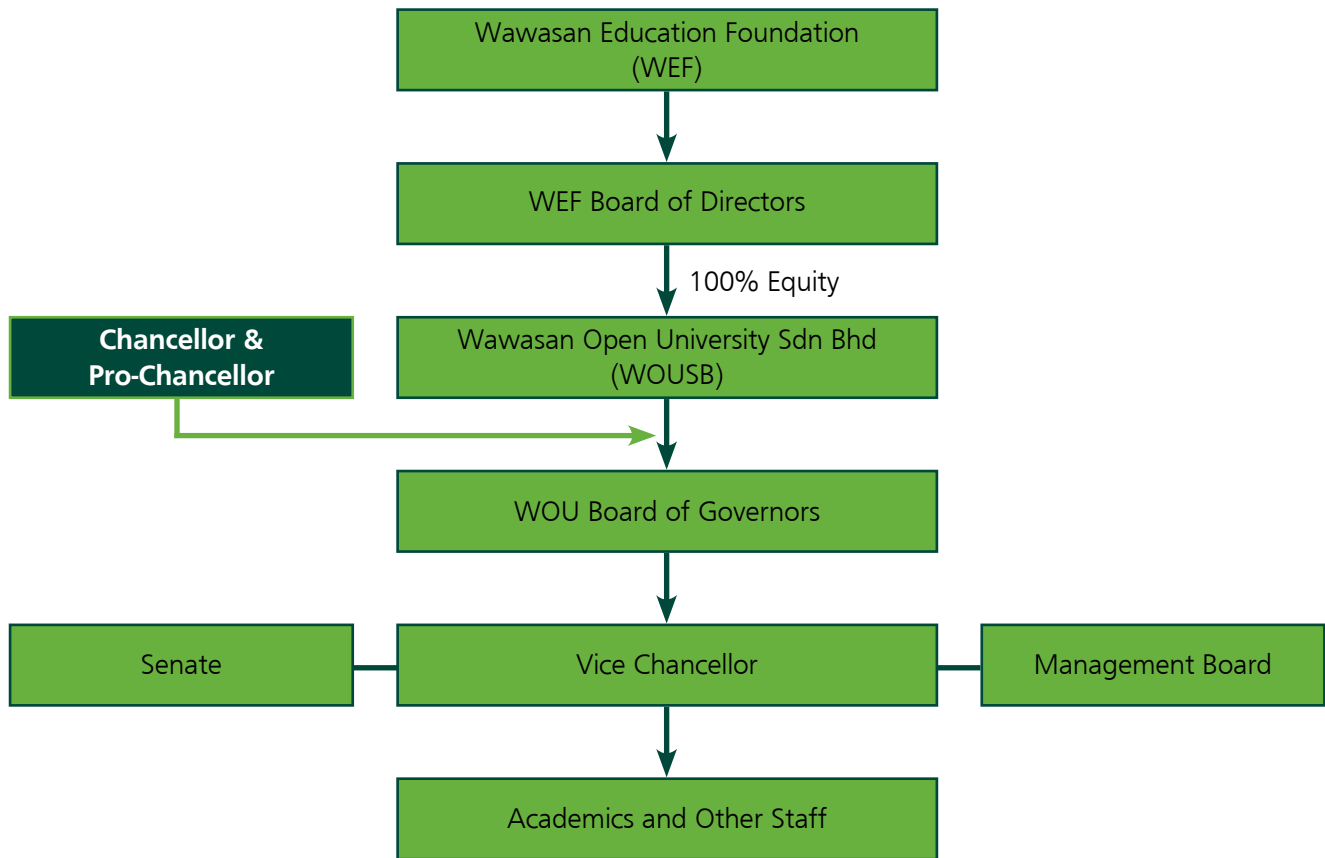 Wawasan Education Foundation
(WEF)
WEF Board of Directors
100% Equity
Chancellor &
Pro-Chancellor
Wawasan Open University Sdn Bhd
(WOUSB)
WOU Board of Governors
Senate
Vice Chancellor
Management Board
Academics and Other Staff